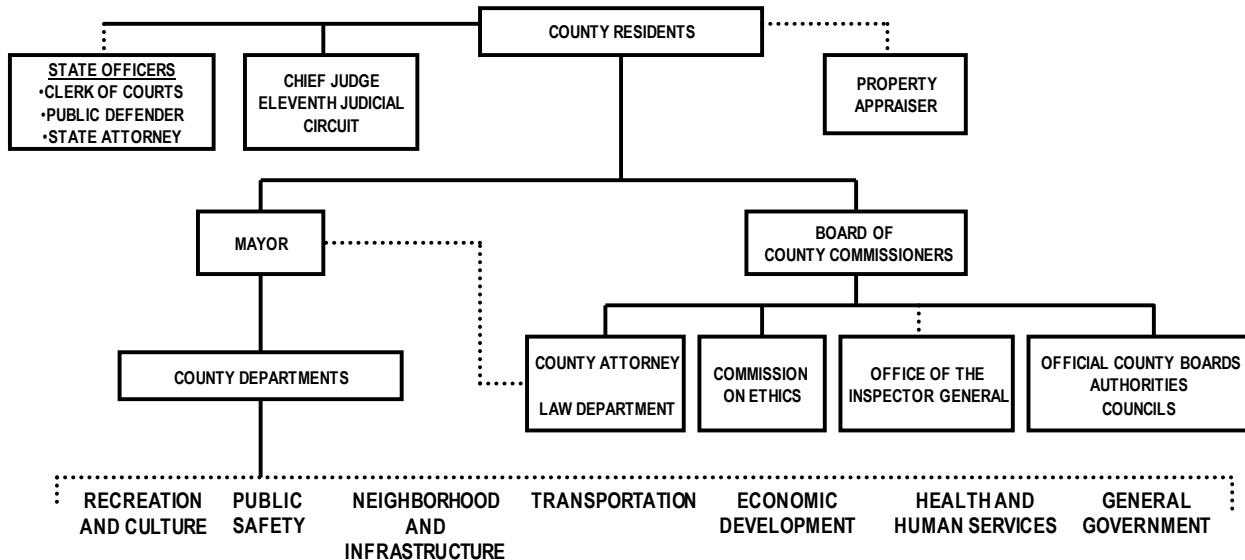 COUNTY RESIDENTS
STATE OFFICERS
•CLERK OF COURTS
•PUBLIC DEFENDER
•STATE ATTORNEY
CHIEF JUDGE
ELEVENTH JUDICIAL
CIRCUIT
PROPERTY
APPRAISER
MAYOR
BOARD OF
COUNTY COMMISSIONERS
COUNTY DEPARTMENTS
COUNTY ATTORNEY
LAW DEPARTMENT
COMMISSION
ON ETHICS
OFFICE OF THE
INSPECTOR GENERAL
OFFICIAL COUNTY BOARDS
AUTHORITIES
COUNCILS
RECREATION
AND CULTURE
PUBLIC
SAFETY
NEIGHBORHOOD
AND
INFRASTRUCTURE
TRANSPORTATION
ECONOMIC
DEVELOPMENT
HEALTH AND
HUMAN SERVICES
GENERAL
GOVERNMENT